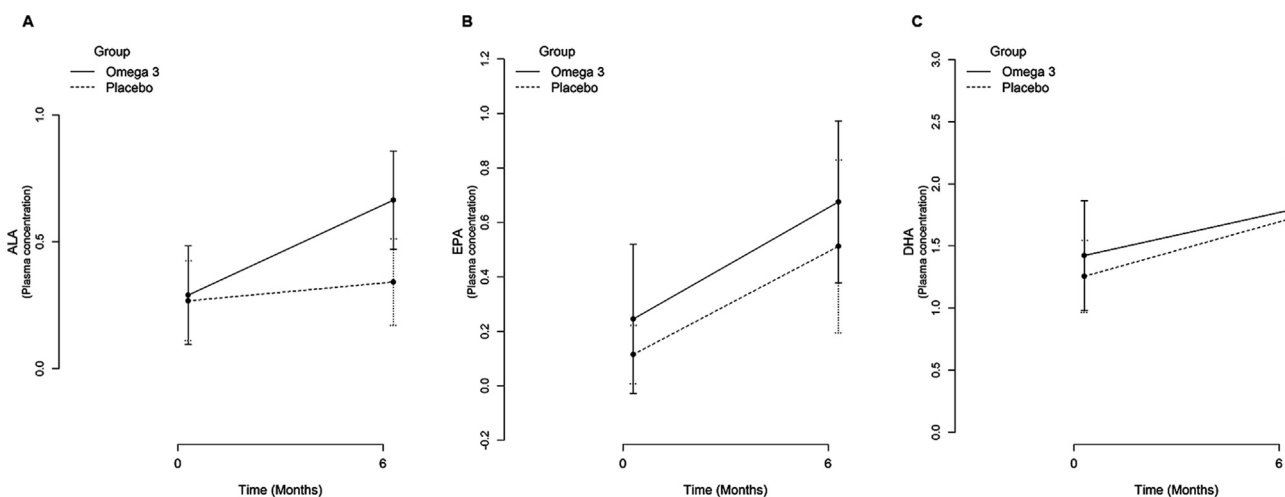 A
Group
Omega 3
Placebo
1.0
0.5
0.0
ALA
(Plasma concentration)
0
6
Time (Months)
B
Group
Omega 3
Placebo
1.2
1.0
0.8
0.6
0.4
0.2
0.0
-0.2
EPA
(Plasma concentration)
0
6
Time (Months)
C
Group
Omega 3
Placebo
3.0
2.5
2.0
1.5
1.0
0.5
0.0
DHA
(Plasma concentration)
0
6
Time (Months)